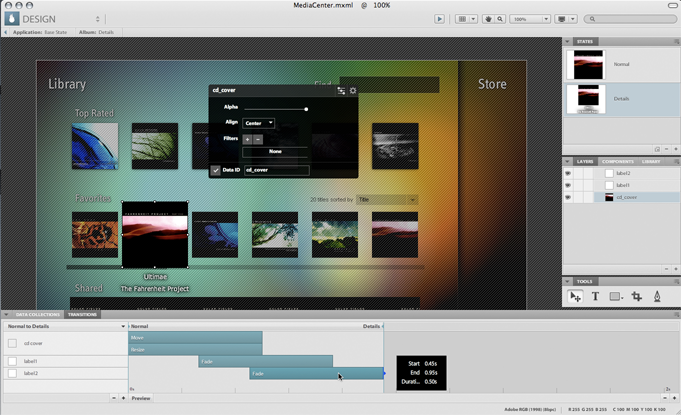 MediaCenter.mxml @ 100%
DESIGN
100%
Application: Base State Album: Details
STATES
Normal
Details
Library
Find
Store
cd_cover
Alpha
Align Center
Filters + −
None
Data ID cd_cover
Top Rated
Favorites
20 titles sorted by Title
Ultimae
The Fahrenheit Project
Shared
LAYERS COMPONENTS LIBRARY
label2
label1
cd_cover
TOOLS
T
DATA COLLECTIONS TRANSITIONS
Normal to Details
Normal
Details
cd cover
Move
Resize
label1
Fade
label2
Fade
Start 0.45s
End 0.95s
Durati... 0.50s
0s
2s
Preview
Adobe RGB (1998) (8bpc) R 255 G 255 B 255 C 100 M 100 Y 100 K 100